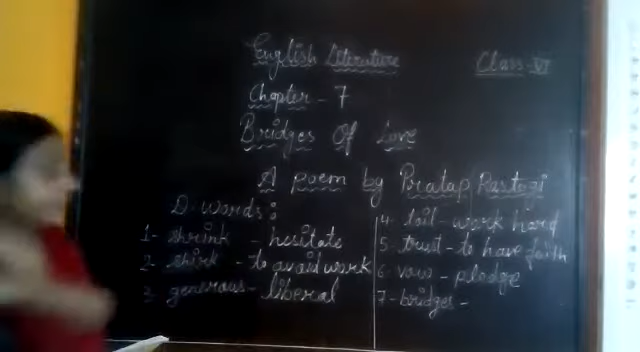 English Literature
Class-VI
Chapter - 7
Bridges Of Love
A poem by Pratap Rastogi
D. words:
1- shrink - hesitate
2- shirk - to avoid work
3- generous - liberal
4- toil - work hard
5- trust - to have faith
6- vow - pledge
7- bridges -